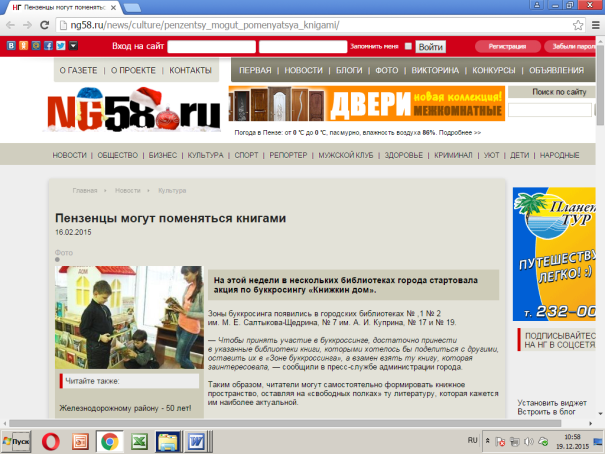 НГ Пензенцы могут поменятьс
ng58.ru/news/culture/penzentsy_mogut_pomenyatsya_knigami/
Вход на сайт Запомнить меня Войти Регистрация Забыли парол
О ГАЗЕТЕ | О ПРОЕКТЕ | КОНТАКТЫ
ПЕРВАЯ | НОВОСТИ | БЛОГИ | ФОТО | ВИКТОРИНА | КОНКУРСЫ | ОБЪЯВЛЕНИЯ
NG58.ru
ДВЕРИ новая коллекция!
МЕЖКОМНАТНЫЕ
Поиск по сайту
Погода в Пензе: от 0 °C до 0 °C, пасмурно, влажность воздуха 86%. Подробнее >>
НОВОСТИ | ОБЩЕСТВО | БИЗНЕС | КУЛЬТУРА | СПОРТ | РЕПОРТЕР | МУЖСКОЙ КЛУБ | ЗДОРОВЬЕ | КРИМИНАЛ | УЮТ | ДЕТИ | НАРОДНЫЕ
Главная Новости Культура
Пензенцы могут поменяться книгами
16.02.2015
Фото
На этой недели в нескольких библиотеках города стартовала
акция по буккросингу «Книжкин дом».
Зоны буккросинга появились в городских библиотеках № ,1 № 2
им. М. Е. Салтыкова-Щедрина, № 7 им. А. И. Куприна, № 17 и № 19.
— Чтобы принять участие в буккросинге, достаточно принести
в указанные библиотеки книги, которыми хотелось бы поделиться с другими,
оставить их в «Зоне буккросинга», а взамен взять ту книгу, которая
заинтересовала, — сообщили в пресс-службе администрации города.
Таким образом, читатели могут самостоятельно формировать книжное
пространство, оставляя на «свободных полках» ту литературу, которая кажется
им наиболее актуальной.
Читайте также:
Железнодорожному району - 50 лет!
Планет
ТУР
ПУТЕШЕСТВУ
ЛЕГКО! :)
т. 232-00
ПОДПИСЫВАЙТЕС
НА НГ В СОЦСЕТЯ
Установить виджет
Встроить в блог
Пуск
RU
10:58
19.12.2015